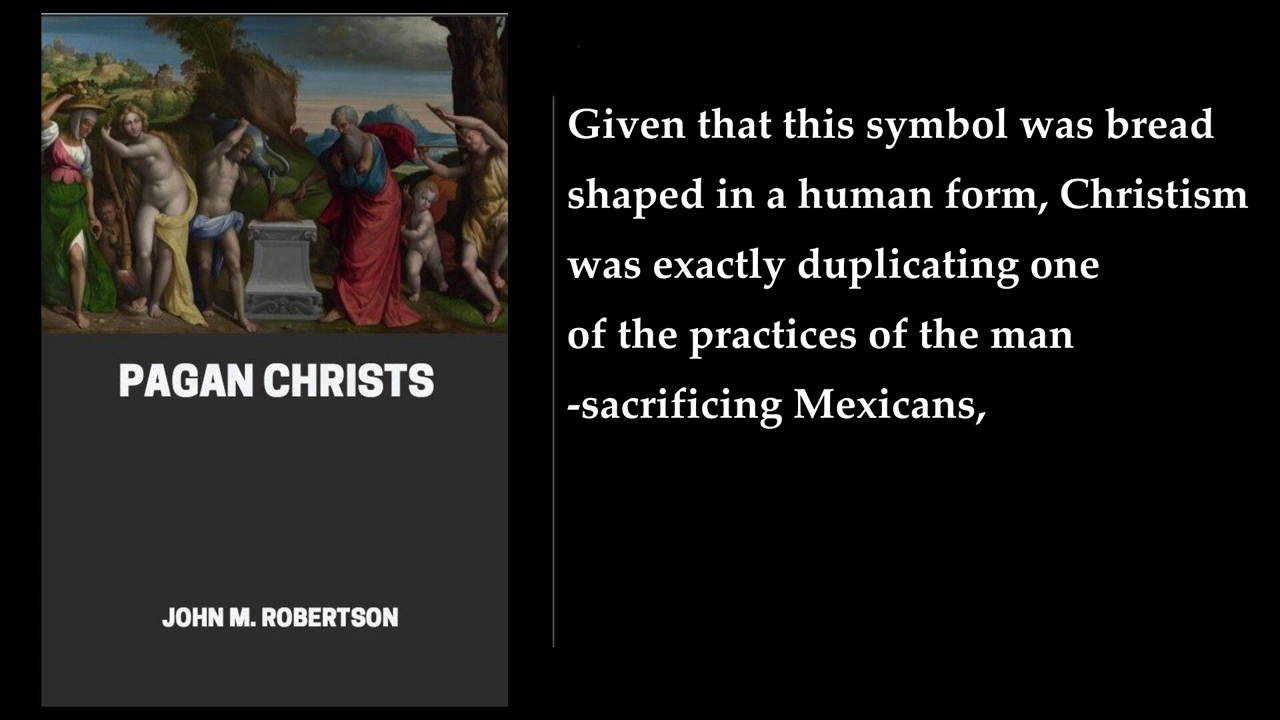 PAGAN CHRISTS
JOHN M. ROBERTSON
Given that this symbol was bread
shaped in a human form, Christism
was exactly duplicating one
of the practices of the man
-sacrificing Mexicans,